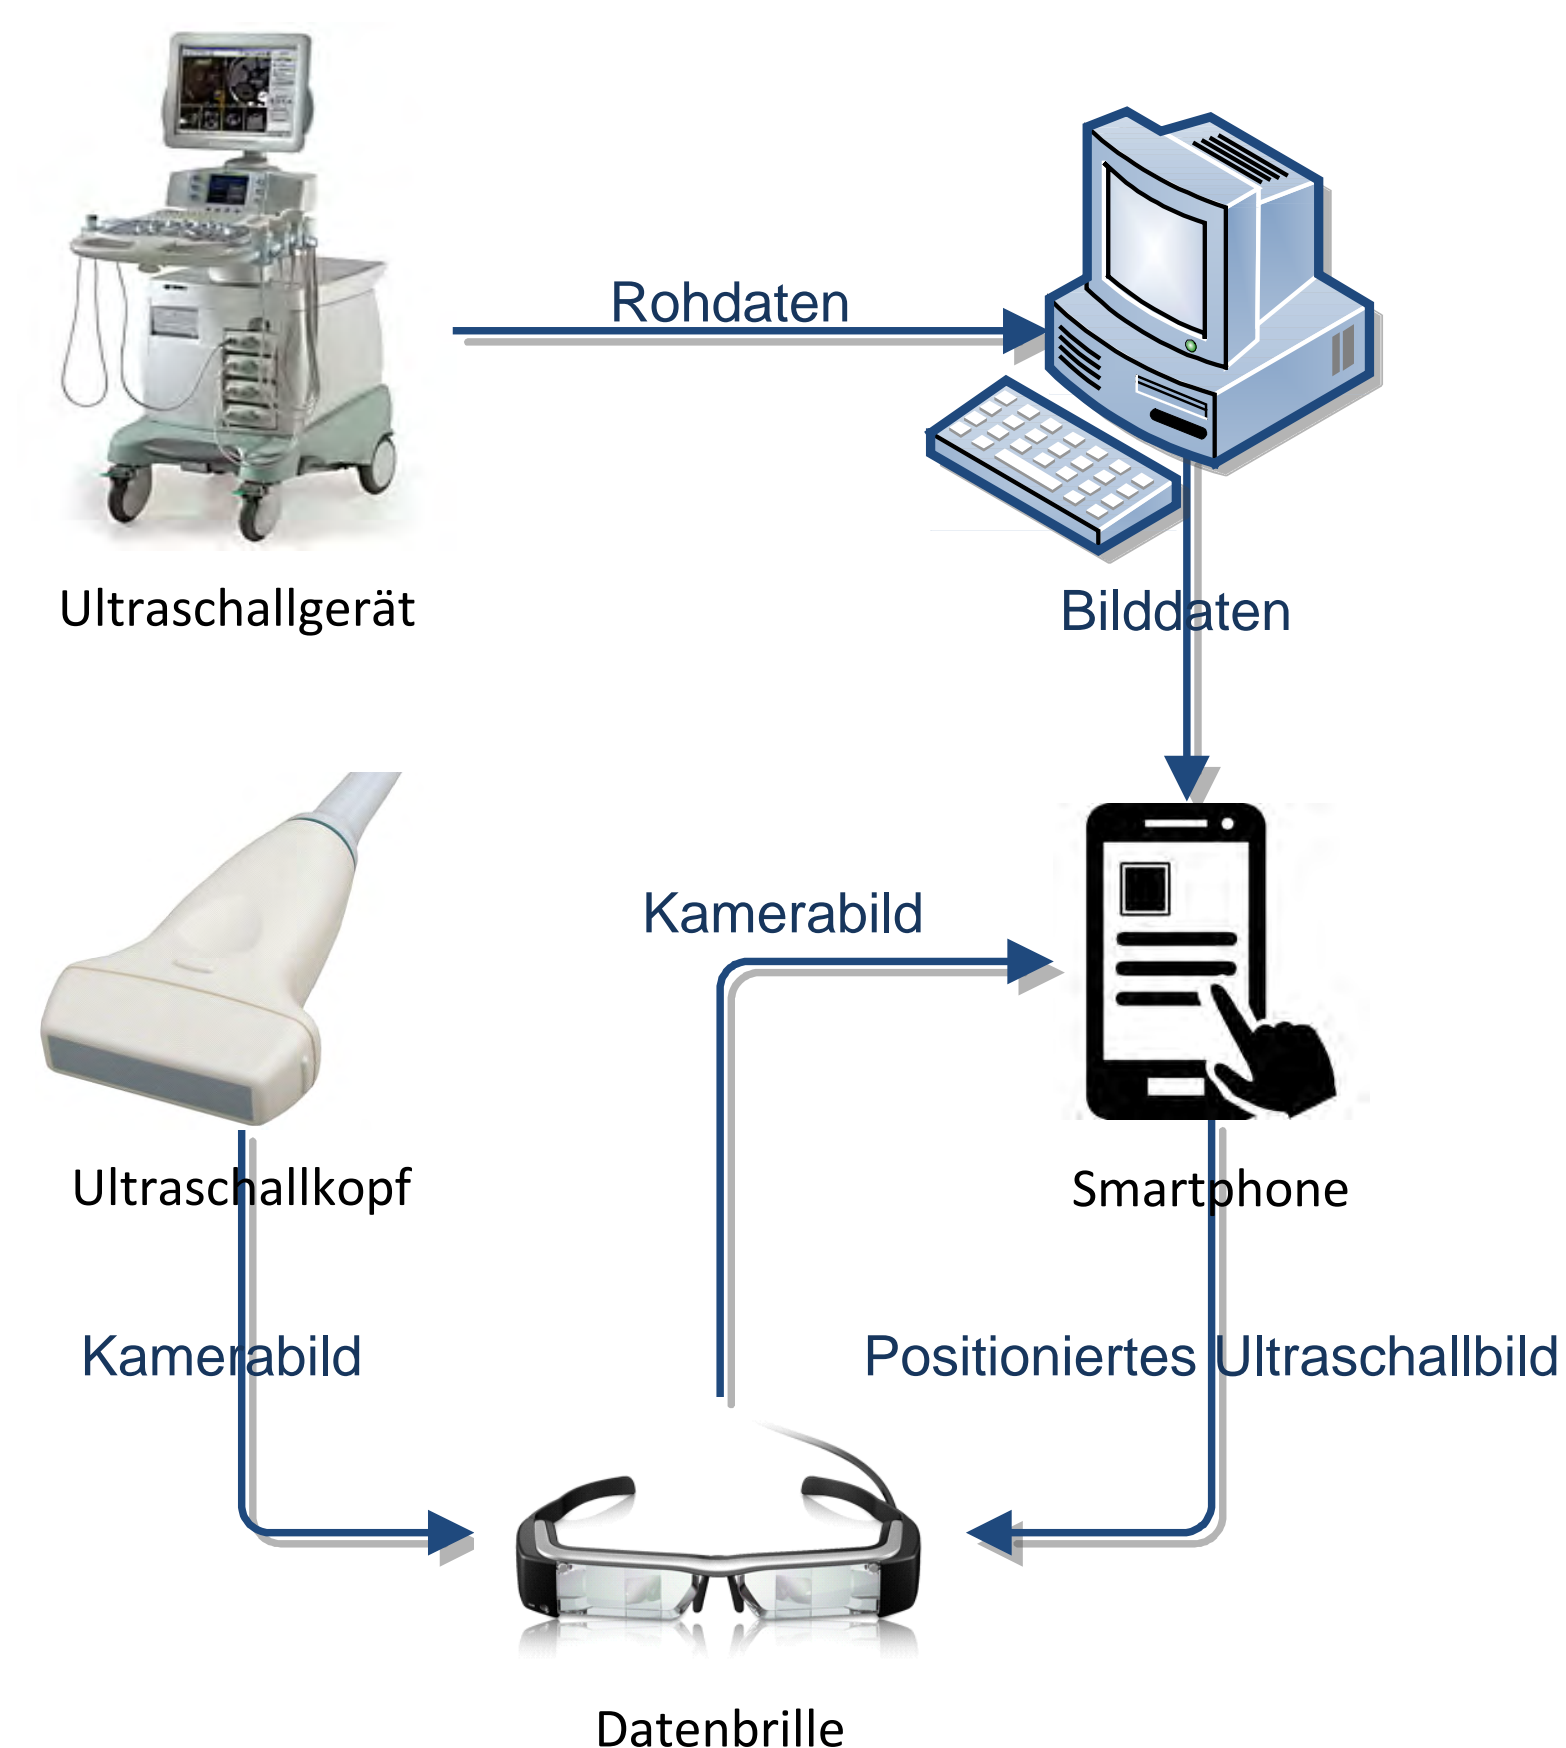 Rohdaten
Ultraschallgerät
Bilddaten
Kamerabild
Ultraschallkopf
Smartphone
Kamerabild
Positioniertes Ultraschallbild
Datenbrille